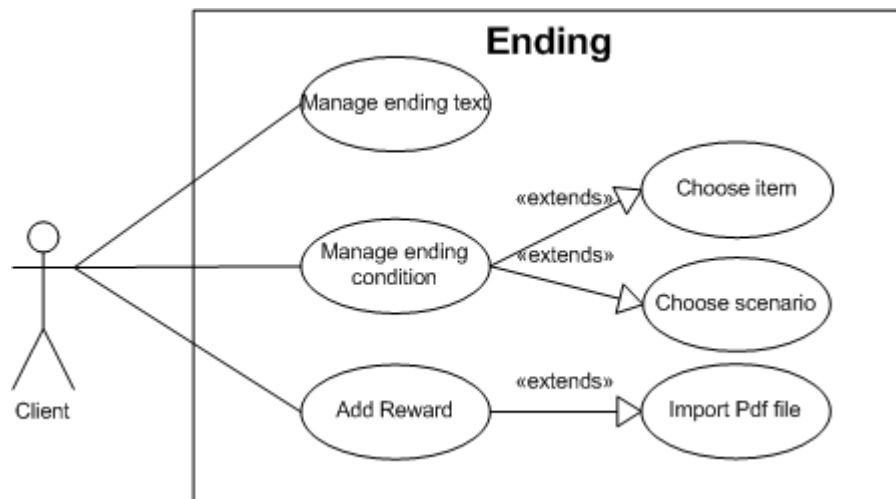 Ending
Manage ending text
«extends»
Choose item
Manage ending
condition
«extends»
Choose scenario
Client
Add Reward
«extends»
Import Pdf file